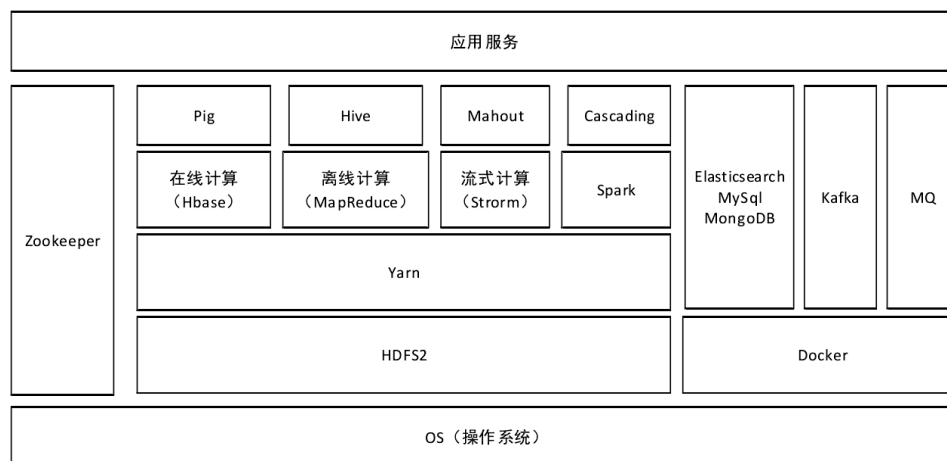 应用服务
Zookeeper
Pig
Hive
Mahout
Cascading
在线计算
（Hbase）
离线计算
（MapReduce）
流式计算
（Strorm）
Spark
Elasticsearch
MySql
MongoDB
Kafka
MQ
Yarn
HDFS2
Docker
OS（操作系统）